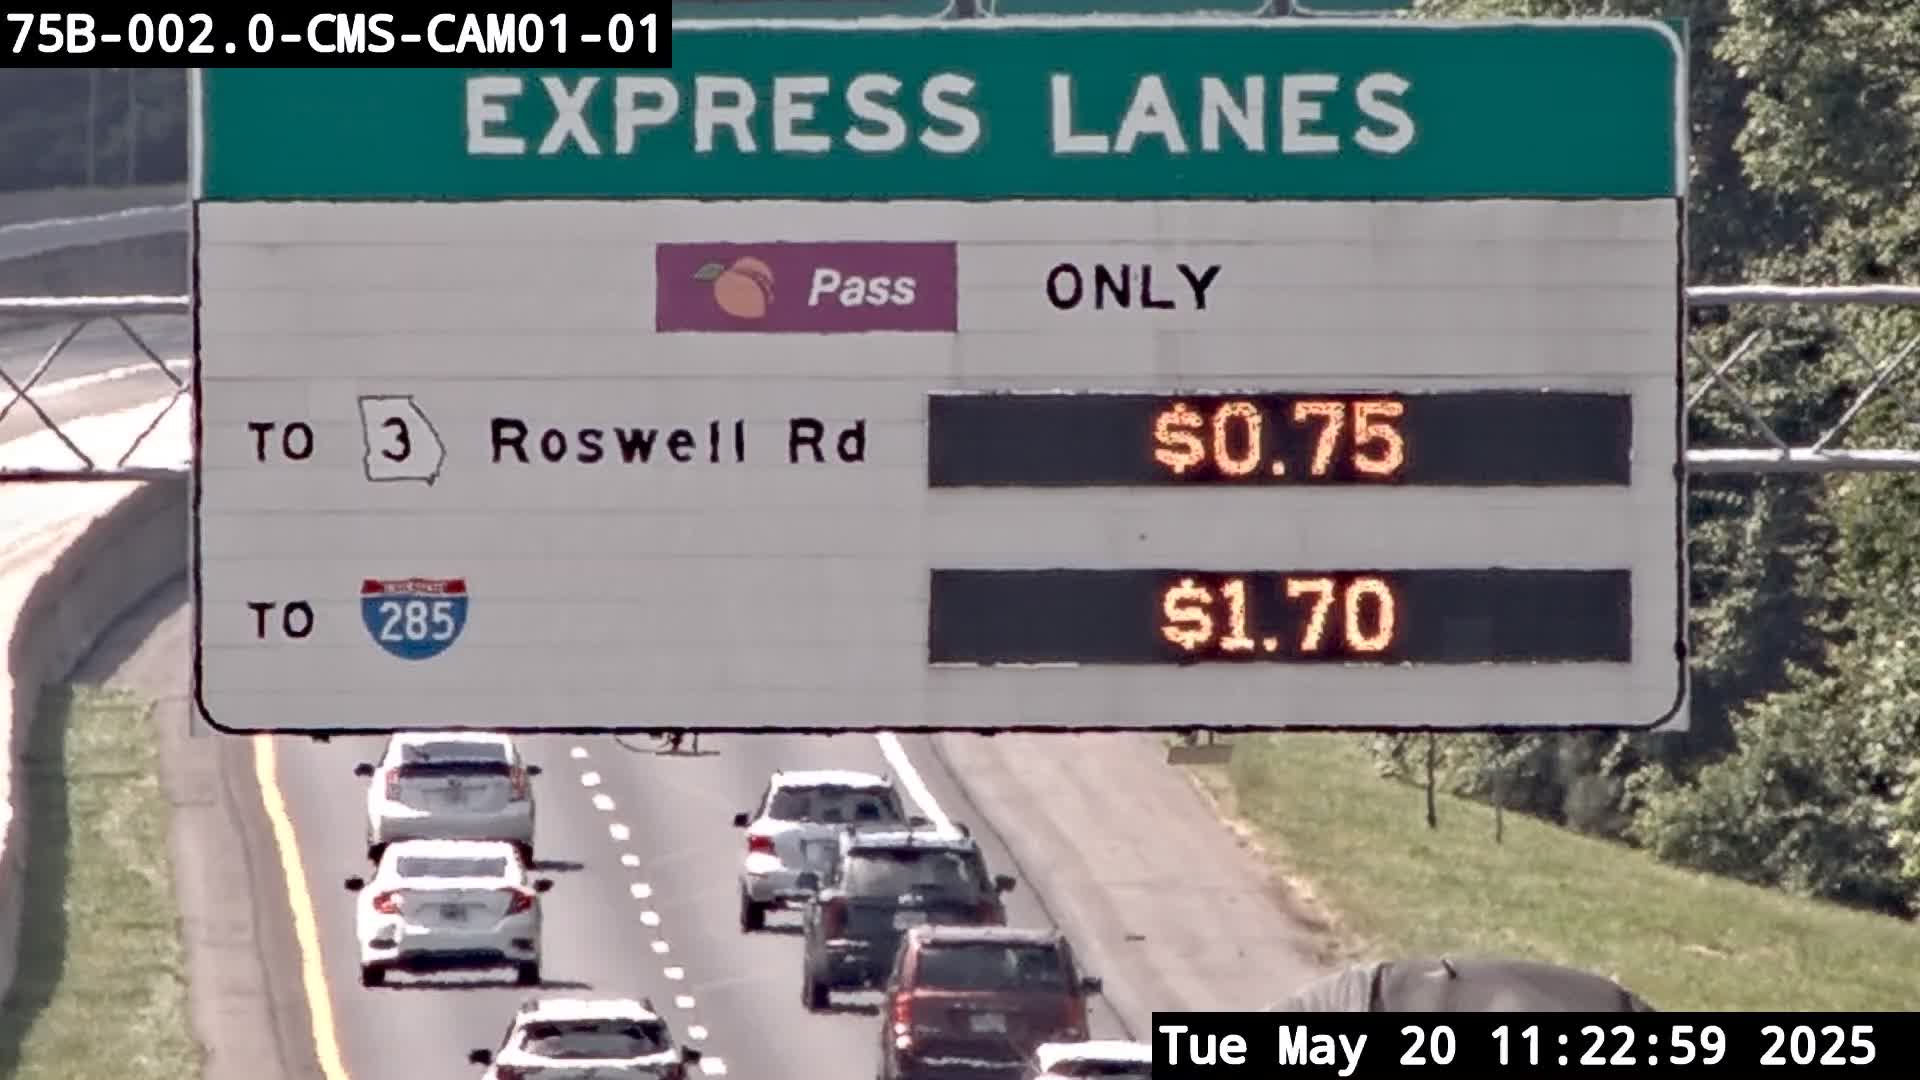 75B-002.0-CMS-CAM01-01
EXPRESS LANES
Pass ONLY
TO 3 Roswell Rd $0.75
TO 285 $1.70
Tue May 20 11:22:59 2025